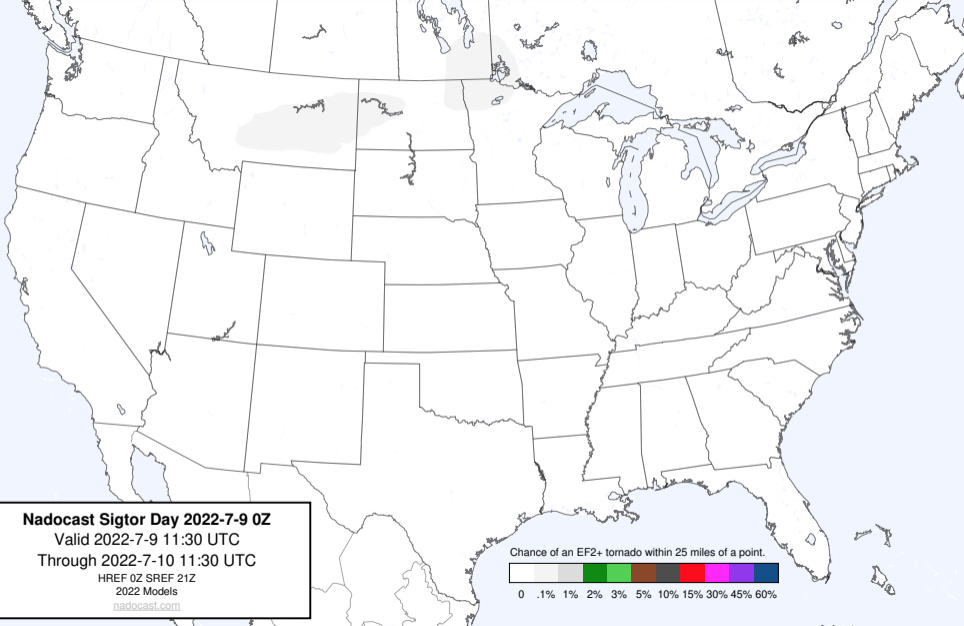 Nadocast Sigtor Day 2022-7-9 0Z
Valid 2022-7-9 11:30 UTC
Through 2022-7-10 11:30 UTC
HREF 0Z SREF 21Z
2022 Models
nadocast.com
Chance of an EF2+ tornado within 25 miles of a point.
0 .1% 1% 2% 3% 5% 10% 15% 30% 45% 60%